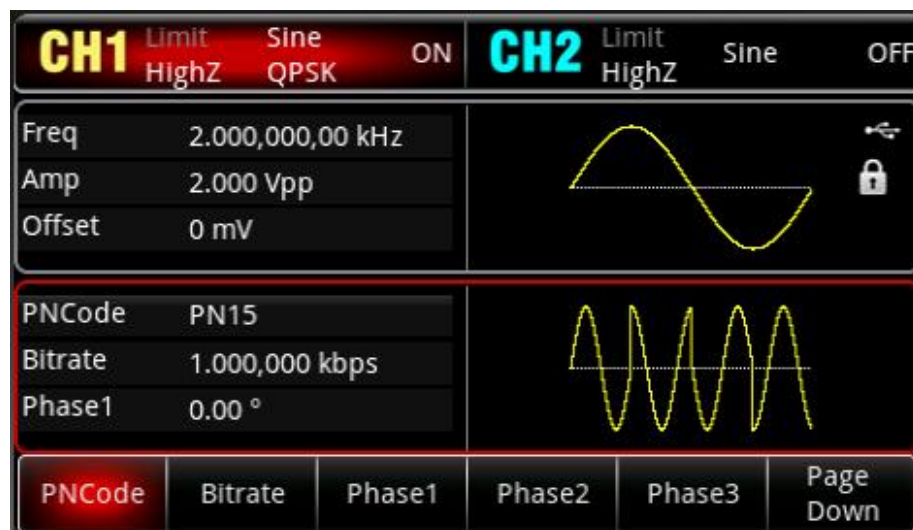 CH1 Limit Sine ON CH2 Limit Sine OFF
HighZ QPSK HighZ
Freq 2.000,000,00 kHz
Amp 2.000 Vpp
Offset 0 mV
PNCode PN15
Bitrate 1.000,000 kbps
Phase1 0.00 °
PNCode Bitrate Phase1 Phase2 Phase3 Page Down